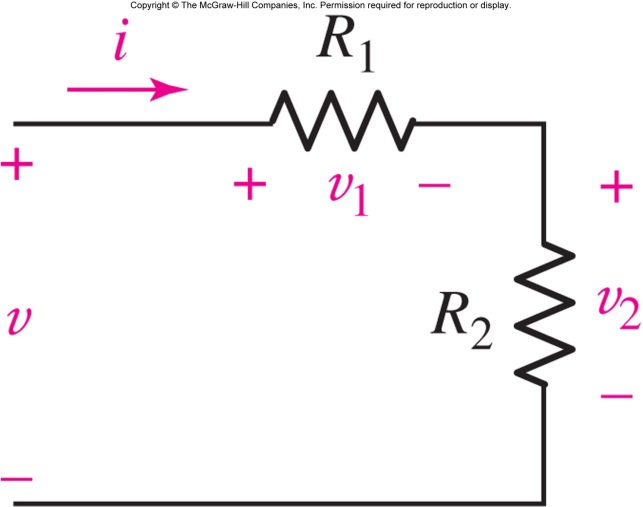 Copyright © The McGraw-Hill Companies, Inc. Permission required for reproduction or display.
i
R1
+ v1 −
+
v
−
R2
+
v2
−